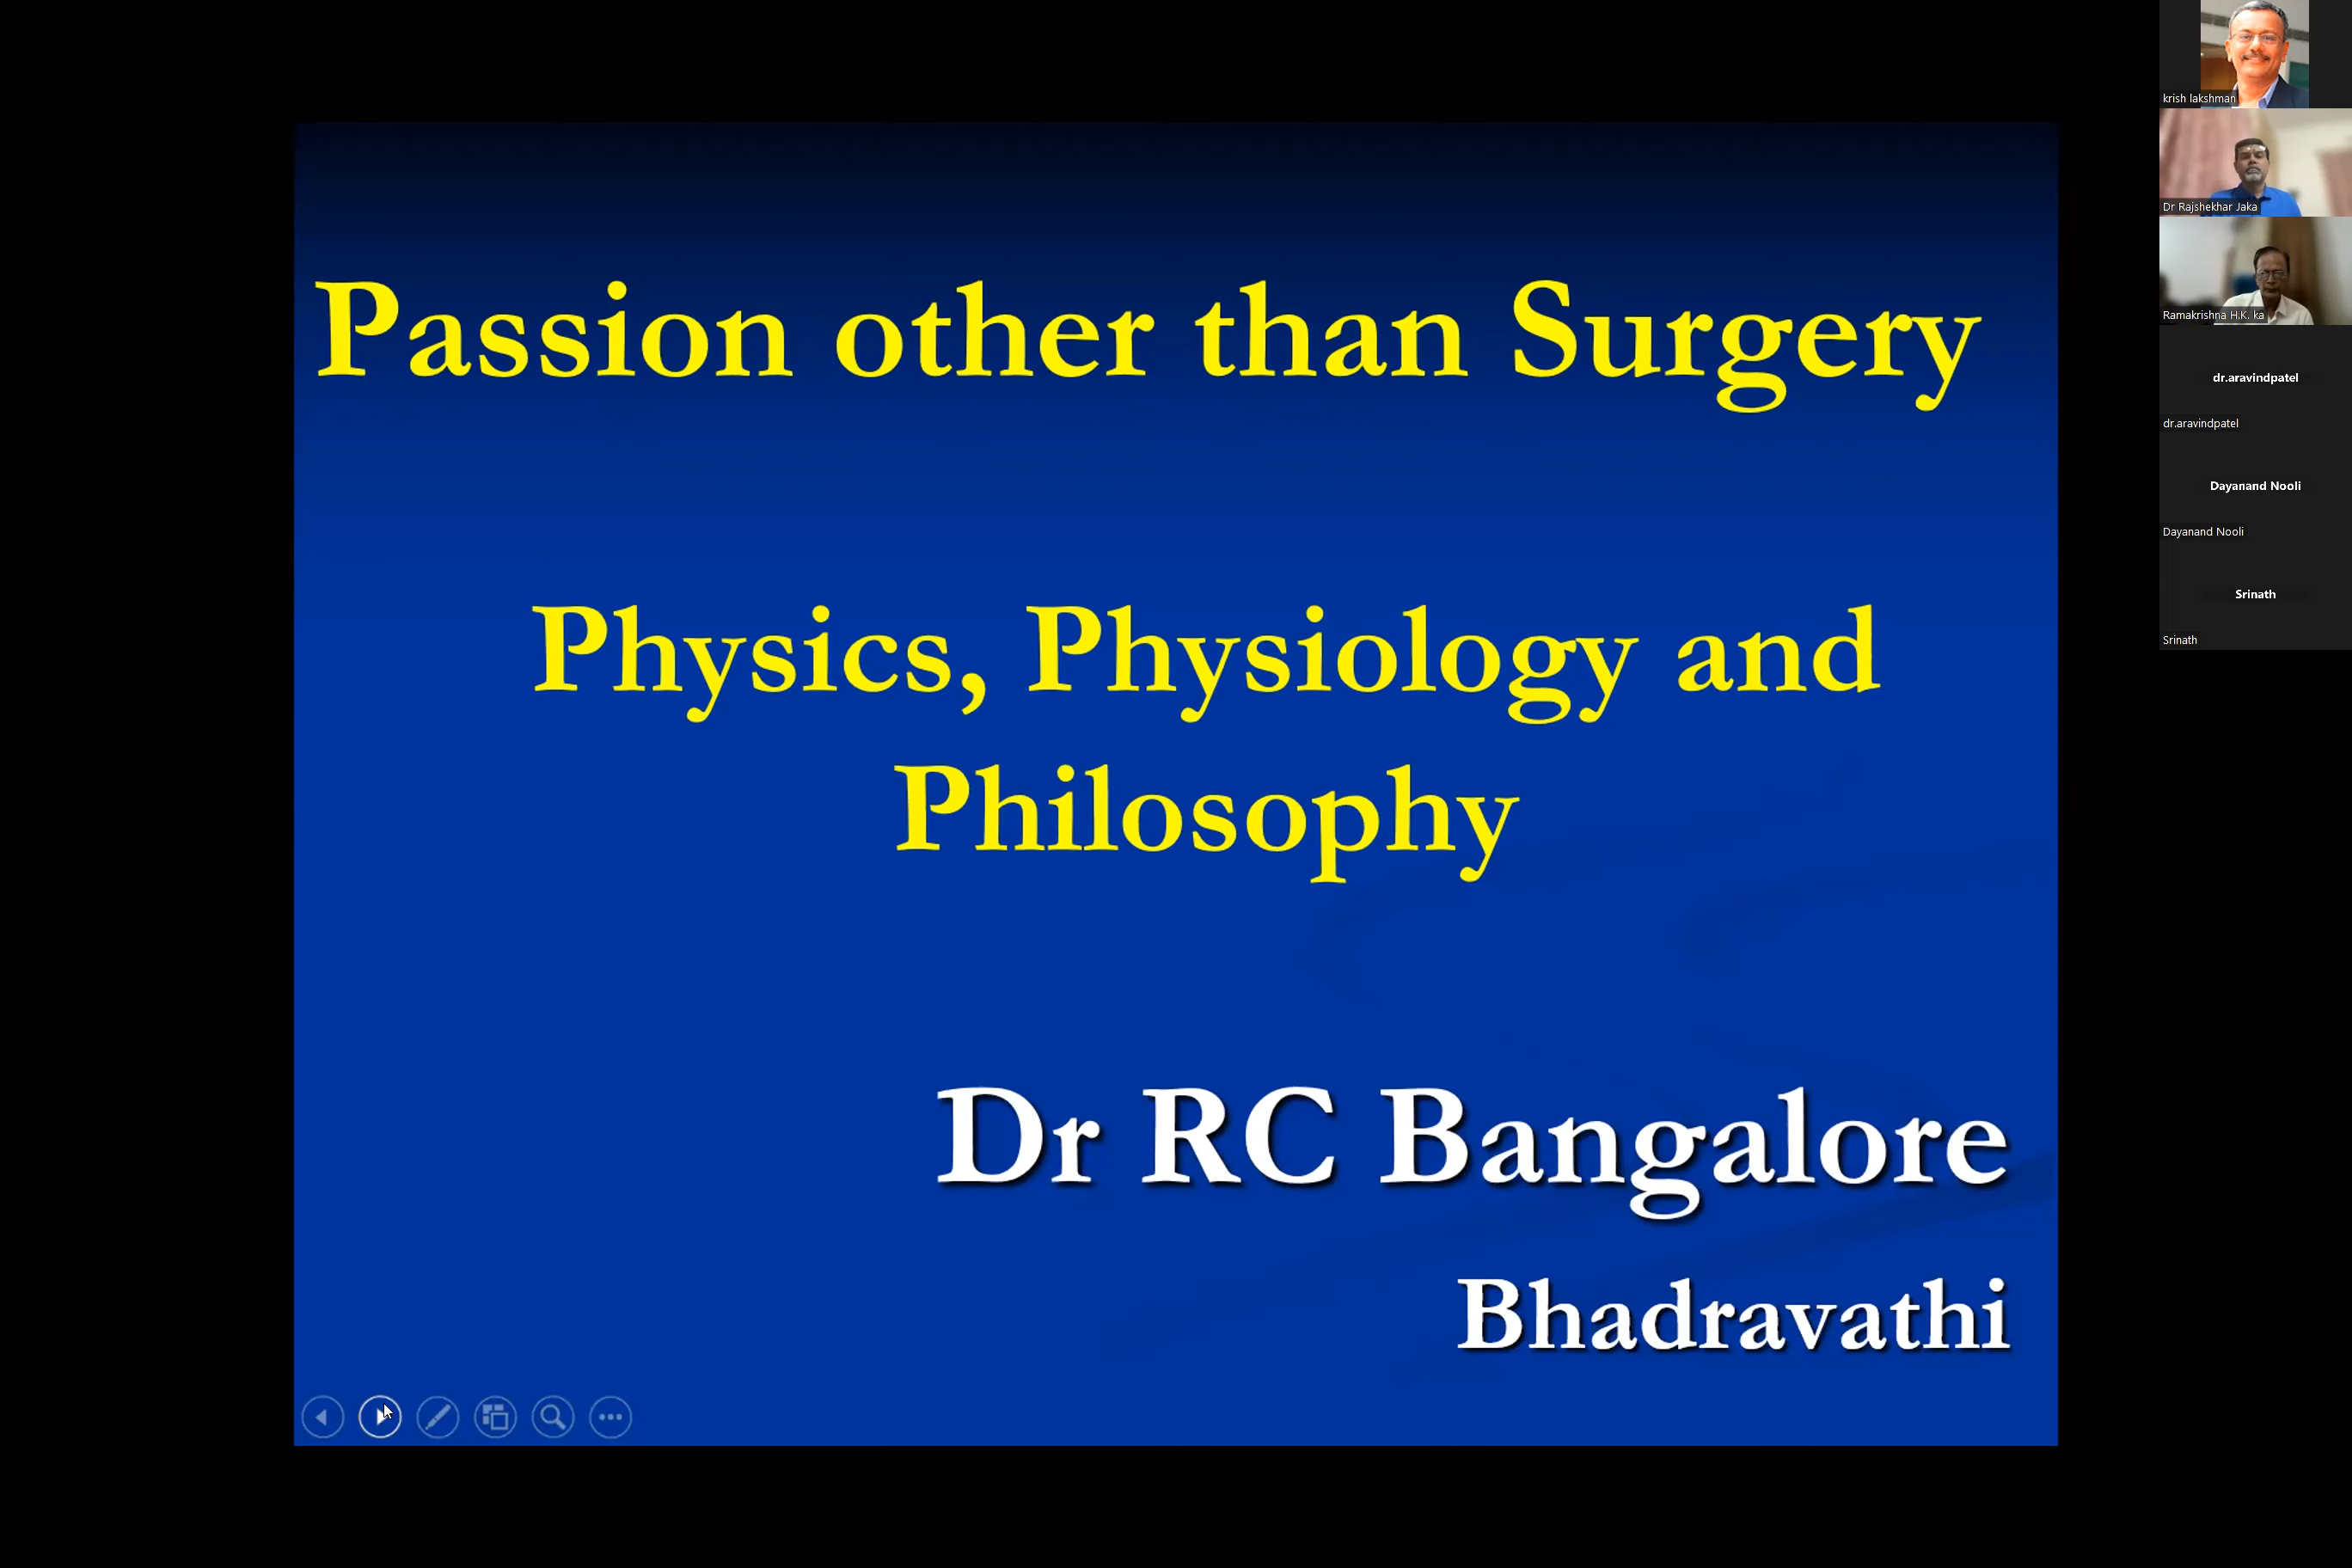 Passion other than Surgery
Physics, Physiology and
Philosophy
Dr RC Bangalore
Bhadravathi
krish lakshman
Dr Rajshekhar Jaka
Ramakrishna H.K. ka
dr.aravindpatel
dr.aravindpatel
Dayanand Nooli
Dayanand Nooli
Srinath
Srinath